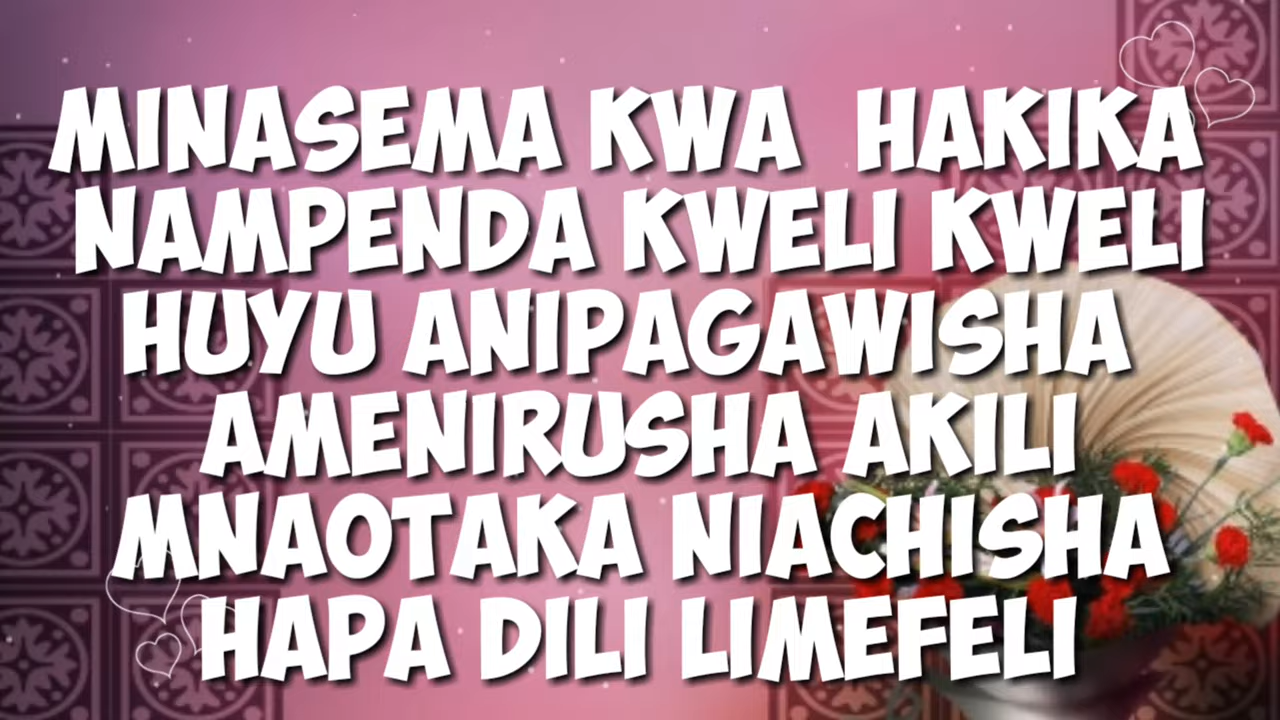 MINASEMA KWA HAKIKA
NAMPENDA KWELI KWELI
HUYU ANIPAGAWISHA
AMENIRUSHA AKILI
MNAOTAKA NIACHISHA
HAPA DILI LIMEFELI